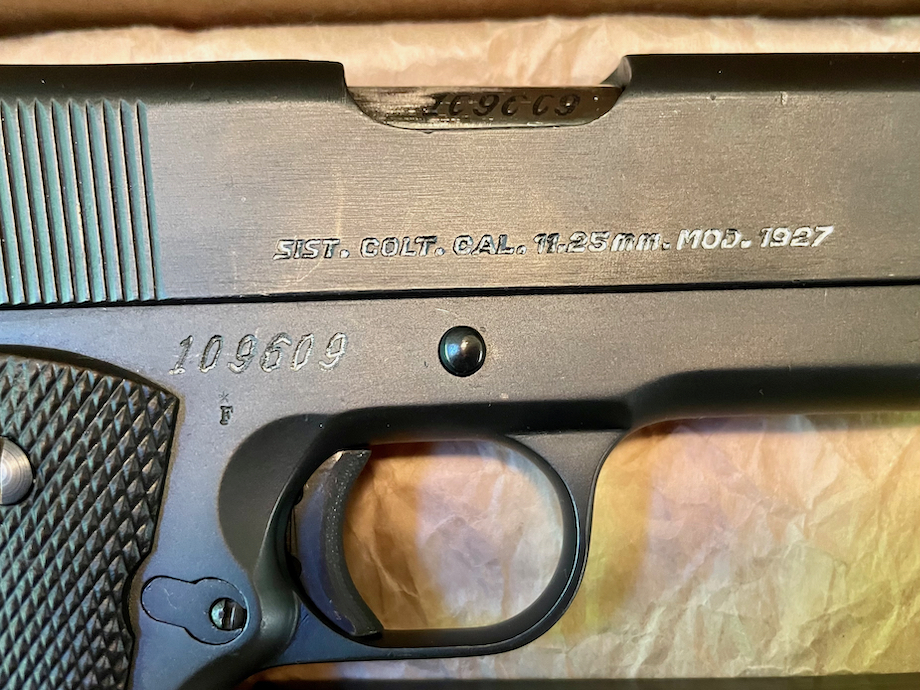 109609
SIST. COLT. CAL. 11.25mm. MOD. 1927
109609
F